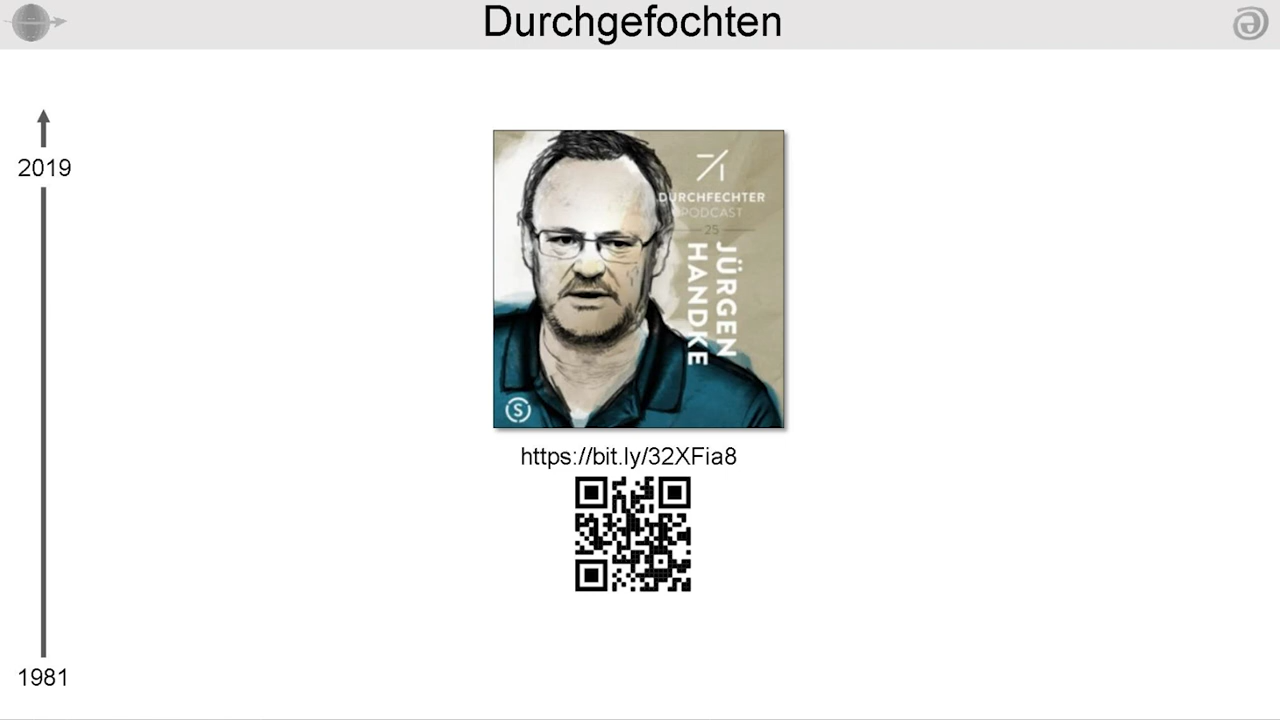 Durchgefochten
2019
DURCHFECHTER
PODCAST
25
JÜRGEN
HANDKE
S
https://bit.ly/32XFia8
1981